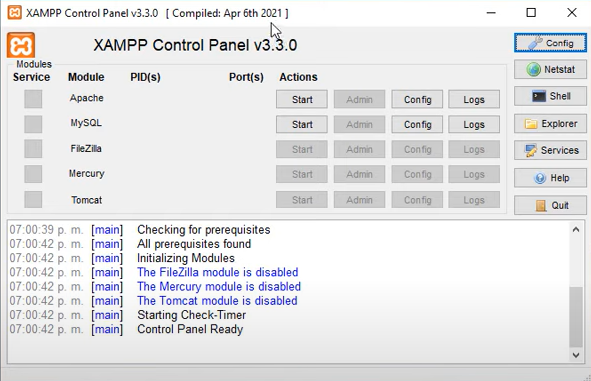 XAMPP Control Panel v3.3.0 [ Compiled: Apr 6th 2021 ]
XAMPP Control Panel v3.3.0
Config
Modules
Service Module PID(s) Port(s) Actions
Netstat
Apache Start Admin Config Logs
Shell
MySQL Start Admin Config Logs
Explorer
FileZilla Start Admin Config Logs
Services
Mercury Start Admin Config Logs
Help
Tomcat Start Admin Config Logs
Quit
07:00:39 p. m. [main] Checking for prerequisites
07:00:42 p. m. [main] All prerequisites found
07:00:42 p. m. [main] Initializing Modules
07:00:42 p. m. [main] The FileZilla module is disabled
07:00:42 p. m. [main] The Mercury module is disabled
07:00:42 p. m. [main] The Tomcat module is disabled
07:00:42 p. m. [main] Starting Check-Timer
07:00:42 p. m. [main] Control Panel Ready